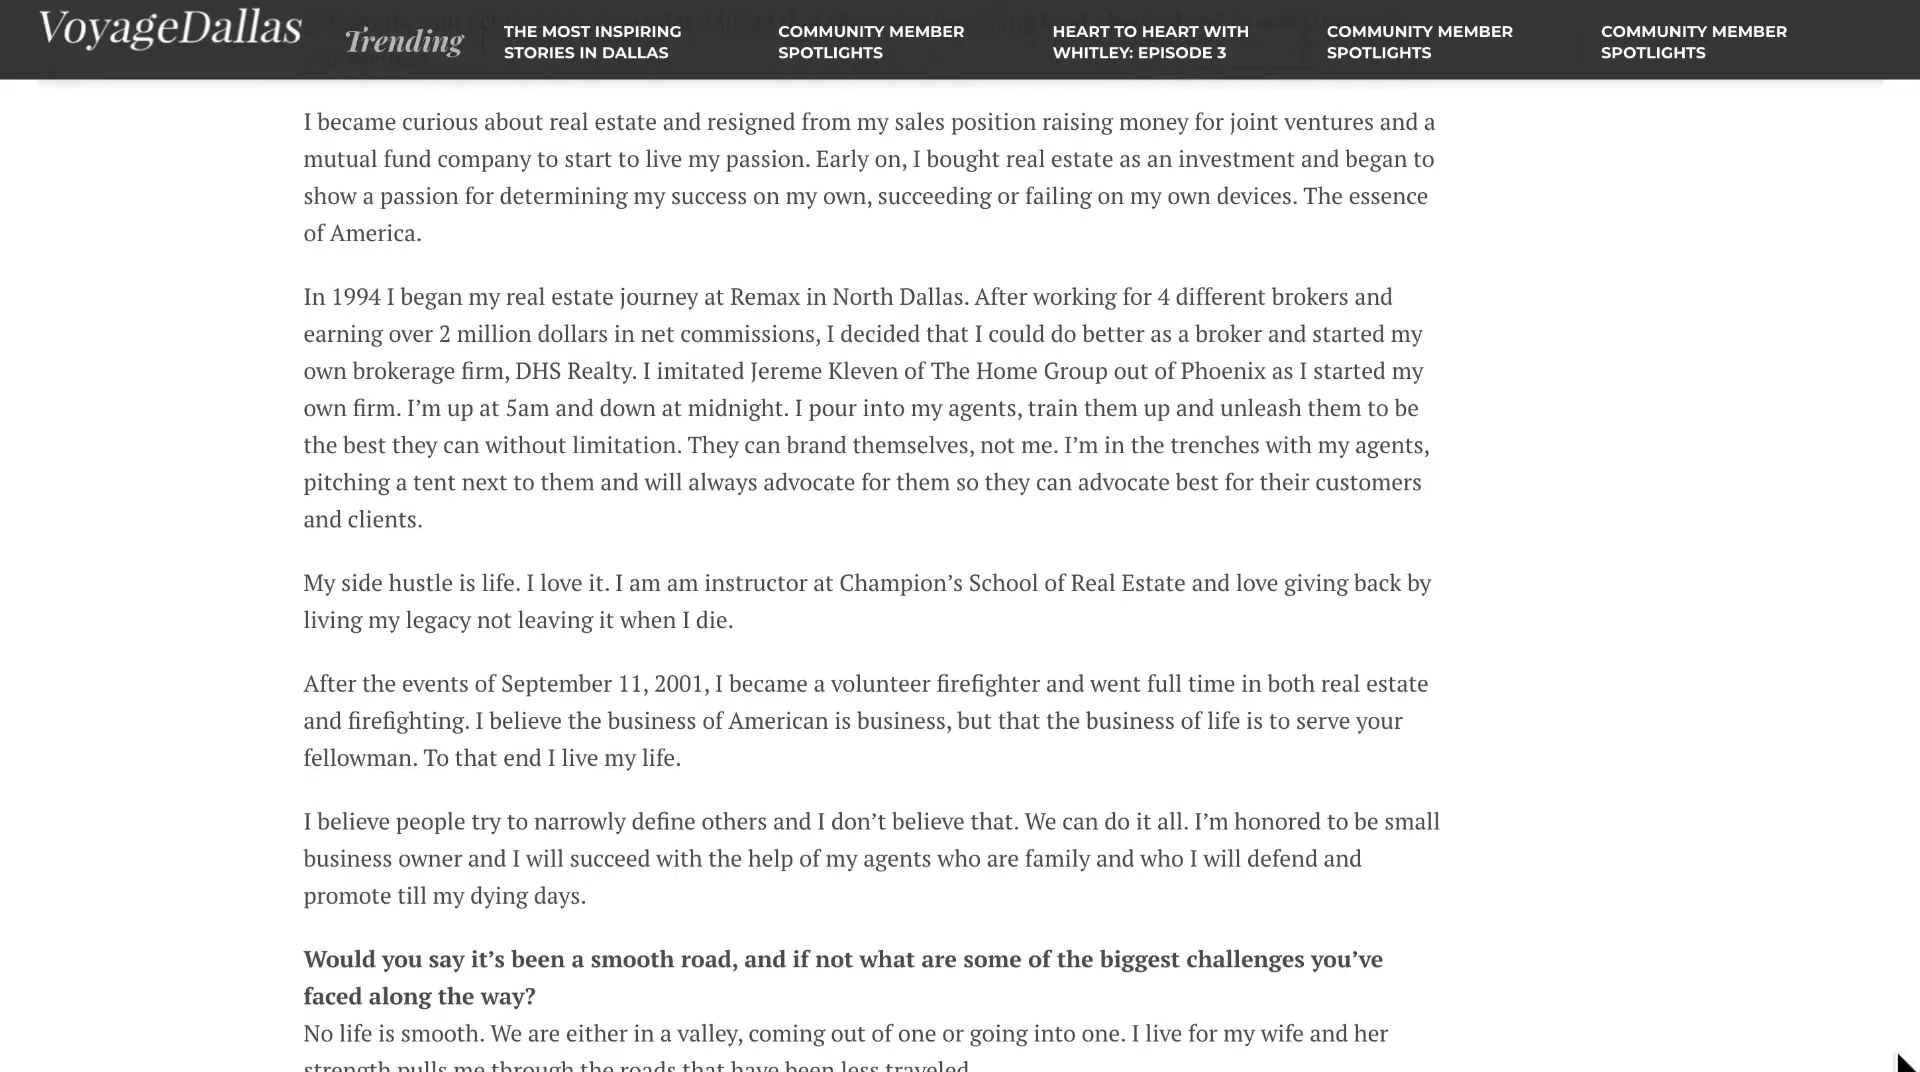 VoyageDallas
Trending
THE MOST INSPIRING
STORIES IN DALLAS
COMMUNITY MEMBER
SPOTLIGHTS
HEART TO HEART WITH
WHITLEY: EPISODE 3
COMMUNITY MEMBER
SPOTLIGHTS
COMMUNITY MEMBER
SPOTLIGHTS
I became curious about real estate and resigned from my sales position raising money for joint ventures and a
mutual fund company to start to live my passion. Early on, I bought real estate as an investment and began to
show a passion for determining my success on my own, succeeding or failing on my own devices. The essence
of America.
In 1994 I began my real estate journey at Remax in North Dallas. After working for 4 different brokers and
earning over 2 million dollars in net commissions, I decided that I could do better as a broker and started my
own brokerage firm, DHS Realty. I imitated Jereme Kleven of The Home Group out of Phoenix as I started my
own firm. I’m up at 5am and down at midnight. I pour into my agents, train them up and unleash them to be
the best they can without limitation. They can brand themselves, not me. I’m in the trenches with my agents,
pitching a tent next to them and will always advocate for them so they can advocate best for their customers
and clients.
My side hustle is life. I love it. I am am instructor at Champion’s School of Real Estate and love giving back by
living my legacy not leaving it when I die.
After the events of September 11, 2001, I became a volunteer firefighter and went full time in both real estate
and firefighting. I believe the business of American is business, but that the business of life is to serve your
fellowman. To that end I live my life.
I believe people try to narrowly define others and I don’t believe that. We can do it all. I’m honored to be small
business owner and I will succeed with the help of my agents who are family and who I will defend and
promote till my dying days.
Would you say it’s been a smooth road, and if not what are some of the biggest challenges you’ve
faced along the way?
No life is smooth. We are either in a valley, coming out of one or going into one. I live for my wife and her
strength pulls me through the roads that have been less traveled.